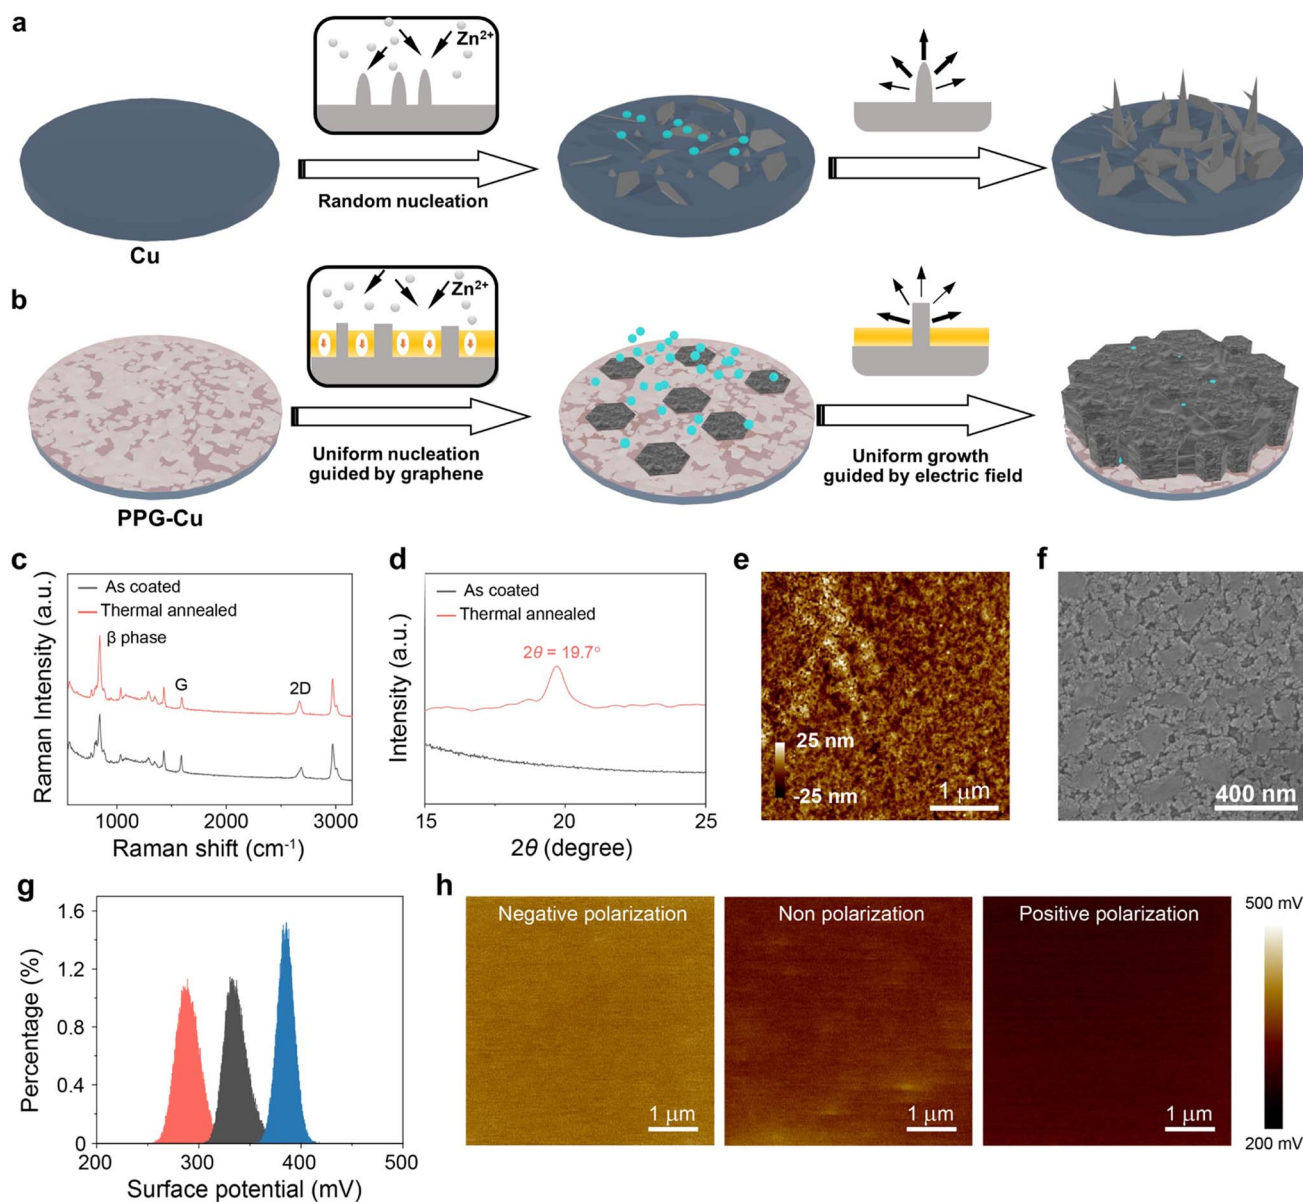 a
Zn²⁺
Random nucleation
Cu
b
Zn²⁺
Uniform nucleation
guided by graphene
Uniform growth
guided by electric field
PPG-Cu
c
As coated
Thermal annealed
β phase
G
2D
Raman Intensity (a.u.)
1000 2000 3000
Raman shift (cm⁻¹)
d
As coated
Thermal annealed
2θ = 19.7°
Intensity (a.u.)
15 20 25
2θ (degree)
e
25 nm
-25 nm
1 μm
f
400 nm
g
1.6
1.2
0.8
0.4
0
Percentage (%)
200 300 400 500
Surface potential (mV)
h
Negative polarization
1 μm
Non polarization
1 μm
Positive polarization
1 μm
500 mV
200 mV